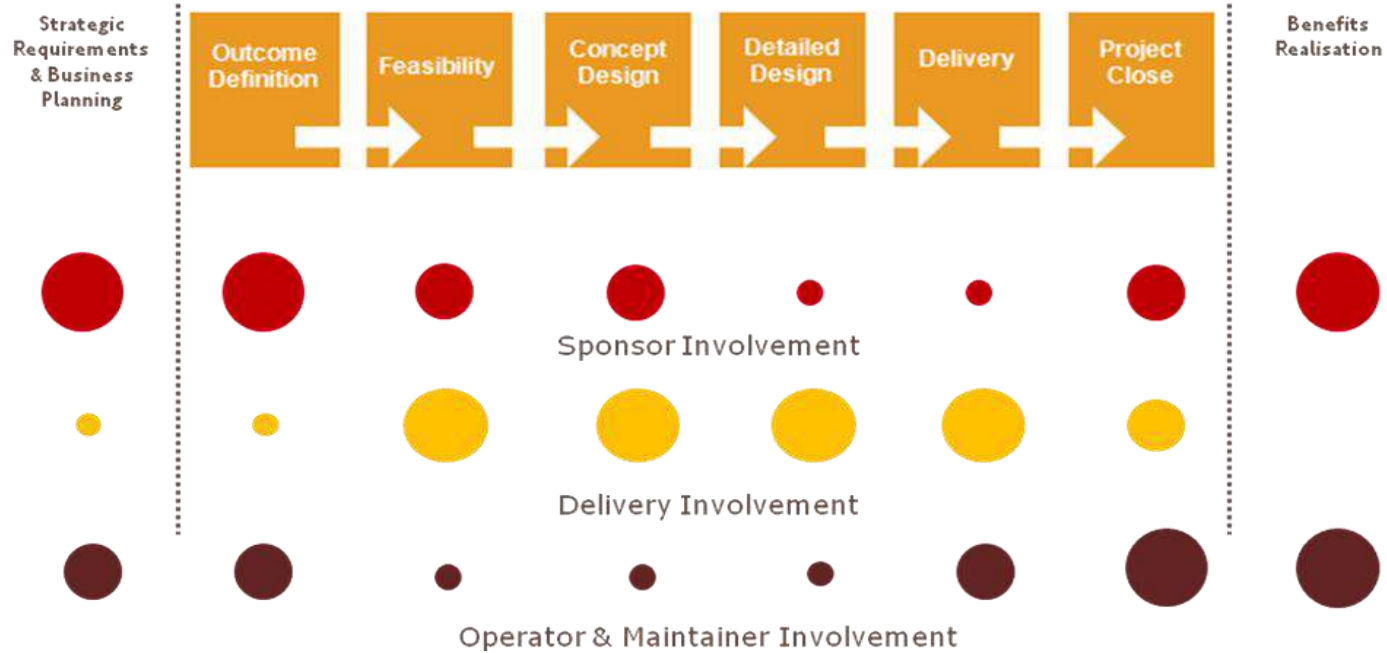 Strategic
Requirements
& Business
Planning
Outcome
Definition
Feasibility
Concept
Design
Detailed
Design
Delivery
Project
Close
Benefits
Realisation
Sponsor Involvement
Delivery Involvement
Operator & Maintainer Involvement